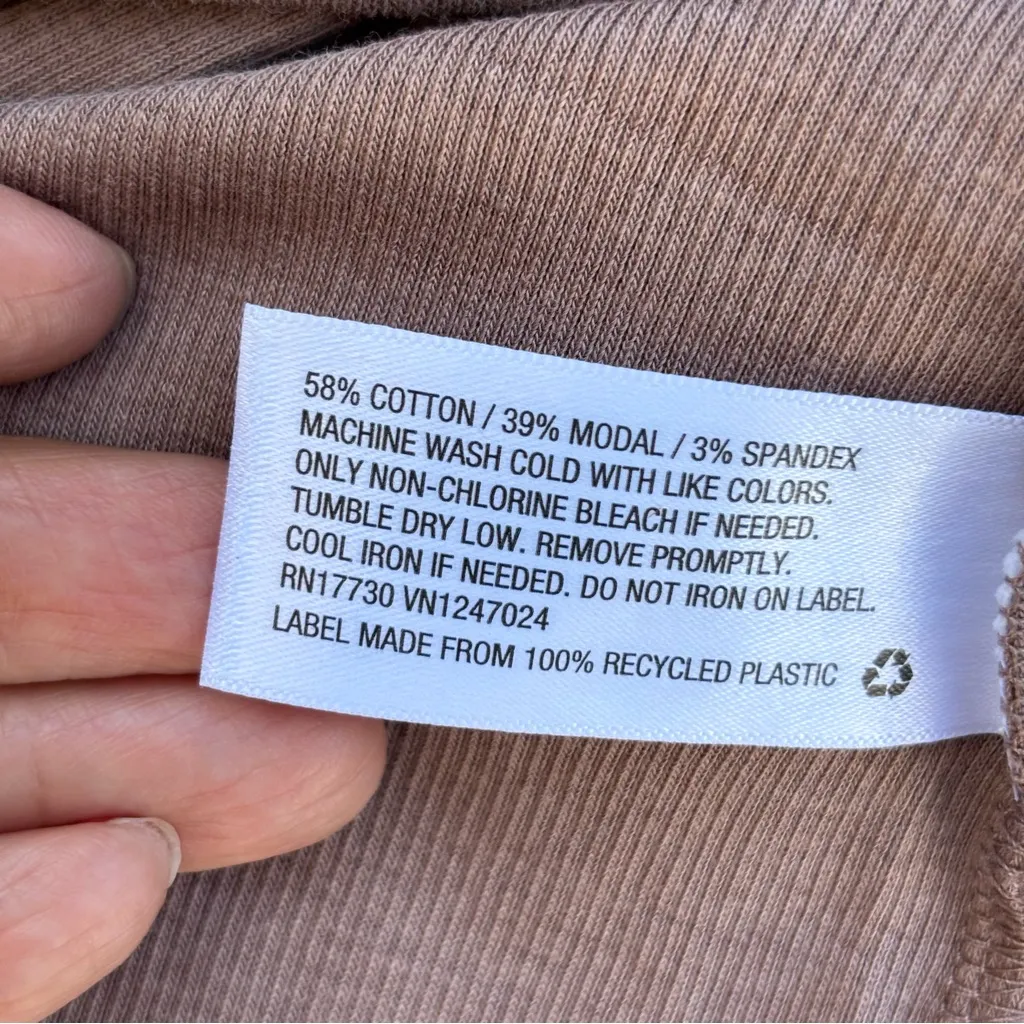 58% COTTON / 39% MODAL / 3% SPANDEX
MACHINE WASH COLD WITH LIKE COLORS.
ONLY NON-CHLORINE BLEACH IF NEEDED.
TUMBLE DRY LOW. REMOVE PROMPTLY.
COOL IRON IF NEEDED. DO NOT IRON ON LABEL.
RN17730 VN1247024
LABEL MADE FROM 100% RECYCLED PLASTIC